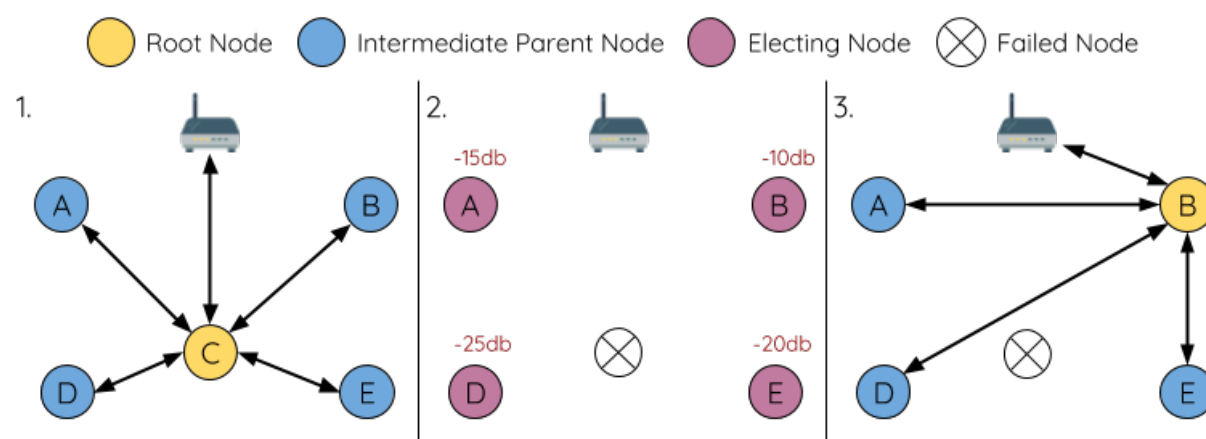 Root Node Intermediate Parent Node Electing Node Failed Node
1.
A
B
C
D
E
2.
-15db
-10db
A
B
-25db
-20db
D
E
3.
A
B
D
E